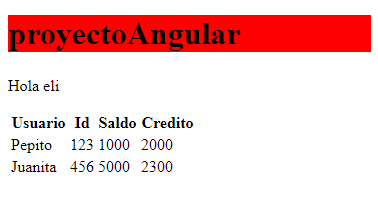 proyectoAngular
Hola eli
Usuario Id Saldo Credito
Pepito 123 1000 2000
Juanita 456 5000 2300